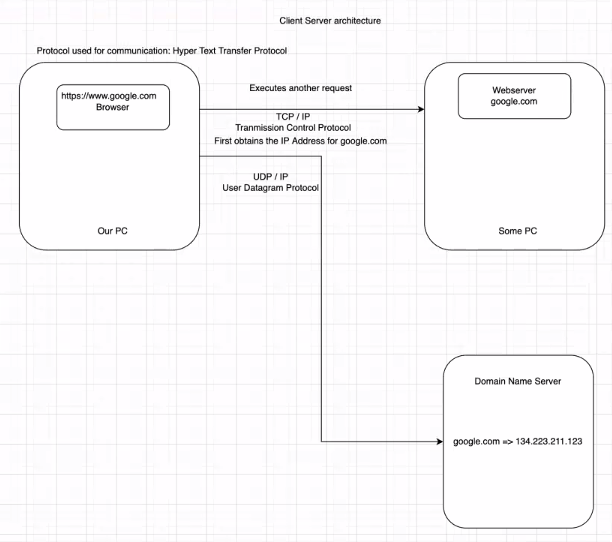 Client Server architecture
Protocol used for communication: Hyper Text Transfer Protocol
https://www.google.com
Browser
Our PC
Executes another request
TCP / IP
Tranmission Control Protocol
First obtains the IP Address for google.com
UDP / IP
User Datagram Protocol
Webserver
google.com
Some PC
Domain Name Server
google.com => 134.223.211.123